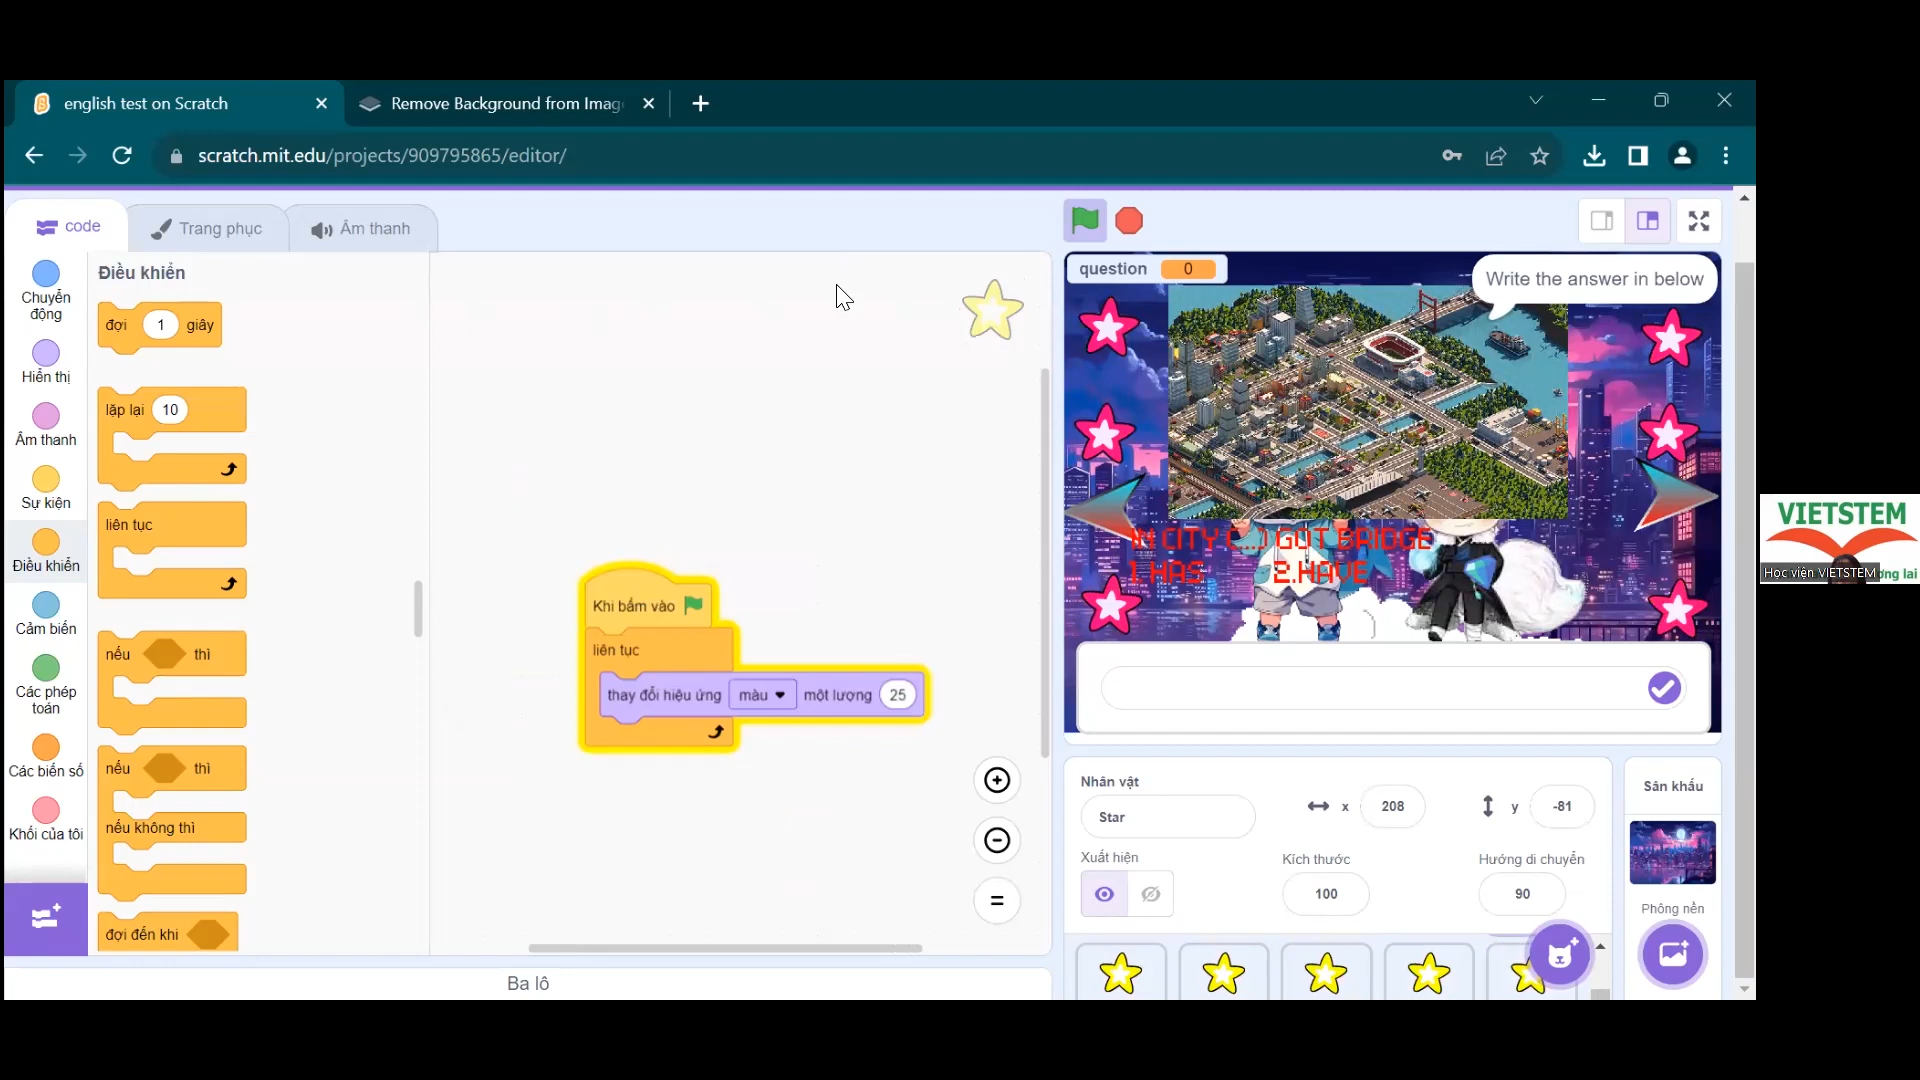 english test on Scratch
Remove Background from Imag
scratch.mit.edu/projects/909795865/editor/
code
Trang phục
Âm thanh
Chuyển động
Hiển thị
Âm thanh
Sự kiện
Điều khiển
Cảm biến
Các phép toán
Các biến số
Khối của tôi
Điều khiển
đợi 1 giây
lặp lại 10
liên tục
nếu thì
nếu thì
nếu không thì
đợi đến khi
Khi bấm vào
liên tục
thay đổi hiệu ứng màu một lượng 25
Ba lô
question 0
Write the answer in below
CITY (...) GOT BRIDGE
1.HAS 2.HAVE
Nhân vật
Star
x 208
y -81
Xuất hiện
Kích thước
100
Hướng di chuyển
90
Sân khấu
Phông nền
VIETSTEM
Học viện VIETSTEM
ơng lai